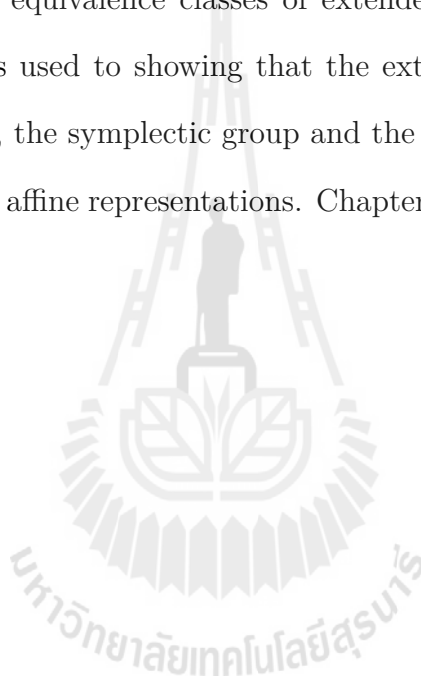 equivalence classes of extende
s used to showing that the ext
, the symplectic group and the
affine representations. Chapter
มหาวิทยาลัยเทคโนโลยีสุรนารี